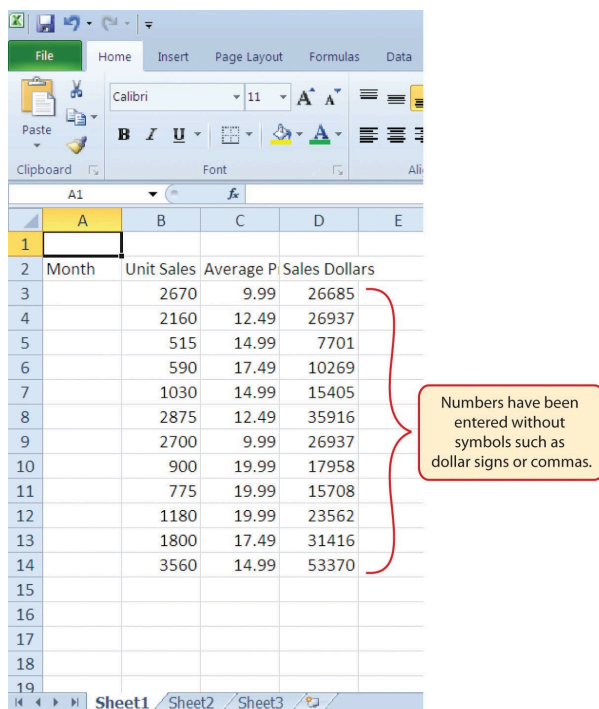 File Home Insert Page Layout Formulas Data
Calibri 11 A A
Paste B I U A
Clipboard Font Ali
A1 fx
A B C D E
1
2 Month Unit Sales Average P Sales Dollars
3 2670 9.99 26685
4 2160 12.49 26937
5 515 14.99 7701
6 590 17.49 10269
7 1030 14.99 15405
8 2875 12.49 35916
9 2700 9.99 26937
10 900 19.99 17958
11 775 19.99 15708
12 1180 19.99 23562
13 1800 17.49 31416
14 3560 14.99 53370
15
16
17
18
19
Numbers have been
entered without
symbols such as
dollar signs or commas.
Sheet1 Sheet2 Sheet3